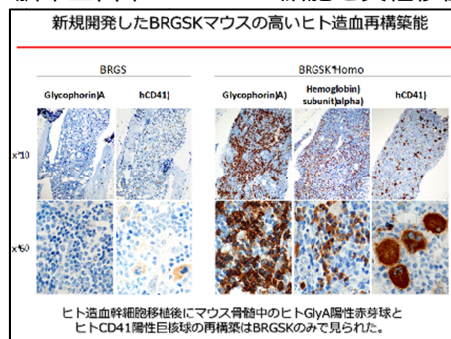 新規開発したBRGSKマウスの高いヒト造血再構築能
BRGS
BRGSK¶Homo
Glycophorin)A
hCD41)
Glycophorin)A)
Hemoglobin)
subunit)alpha)
hCD41)
x¶10
x¶60
ヒト造血幹細胞移植後にマウス骨髄中のヒトGlyA陽性赤芽球と
ヒトCD41陽性巨核球の再構築はBRGSKのみで見られた。